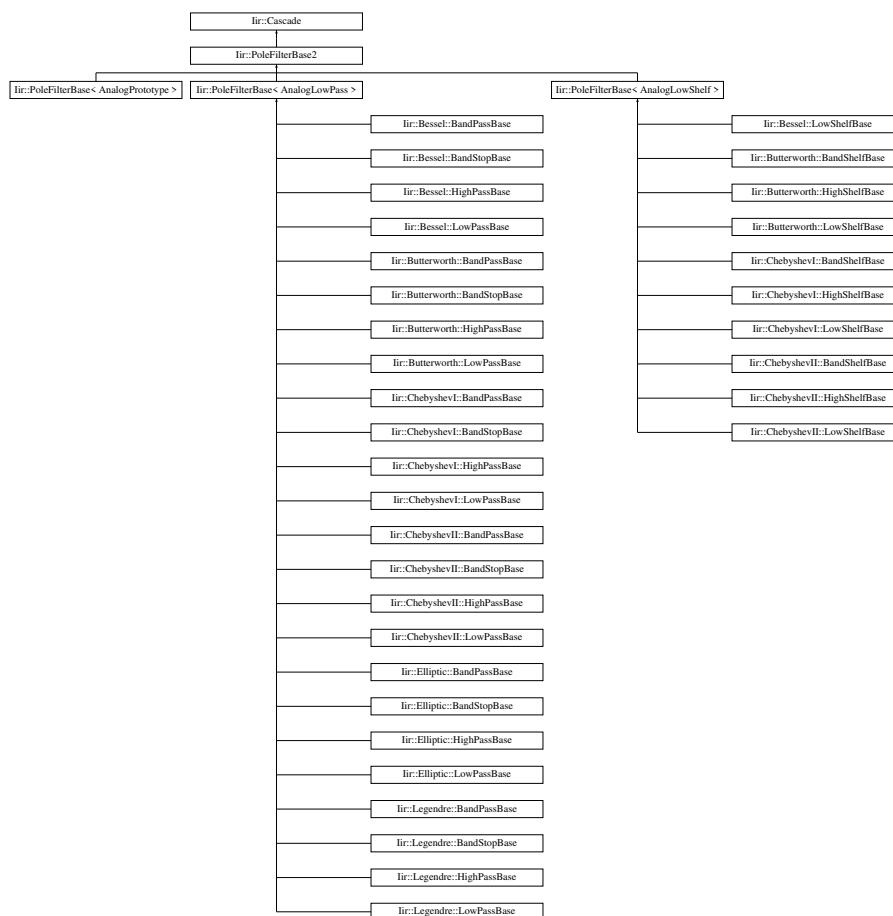 Iir::Cascade
Iir::PoleFilterBase2
Iir::PoleFilterBase< AnalogPrototype >
Iir::PoleFilterBase< AnalogLowPass >
Iir::PoleFilterBase< AnalogLowShelf >
Iir::Bessel::BandPassBase
Iir::Bessel::BandStopBase
Iir::Bessel::HighPassBase
Iir::Bessel::LowPassBase
Iir::Butterworth::BandPassBase
Iir::Butterworth::BandStopBase
Iir::Butterworth::HighPassBase
Iir::Butterworth::LowPassBase
Iir::ChebyshevI::BandPassBase
Iir::ChebyshevI::BandStopBase
Iir::ChebyshevI::HighPassBase
Iir::ChebyshevI::LowPassBase
Iir::ChebyshevII::BandPassBase
Iir::ChebyshevII::BandStopBase
Iir::ChebyshevII::HighPassBase
Iir::ChebyshevII::LowPassBase
Iir::Elliptic::BandPassBase
Iir::Elliptic::BandStopBase
Iir::Elliptic::HighPassBase
Iir::Elliptic::LowPassBase
Iir::Legendre::BandPassBase
Iir::Legendre::BandStopBase
Iir::Legendre::HighPassBase
Iir::Legendre::LowPassBase
Iir::Bessel::LowShelfBase
Iir::Butterworth::BandShelfBase
Iir::Butterworth::HighShelfBase
Iir::Butterworth::LowShelfBase
Iir::ChebyshevI::BandShelfBase
Iir::ChebyshevI::HighShelfBase
Iir::ChebyshevI::LowShelfBase
Iir::ChebyshevII::BandShelfBase
Iir::ChebyshevII::HighShelfBase
Iir::ChebyshevII::LowShelfBase